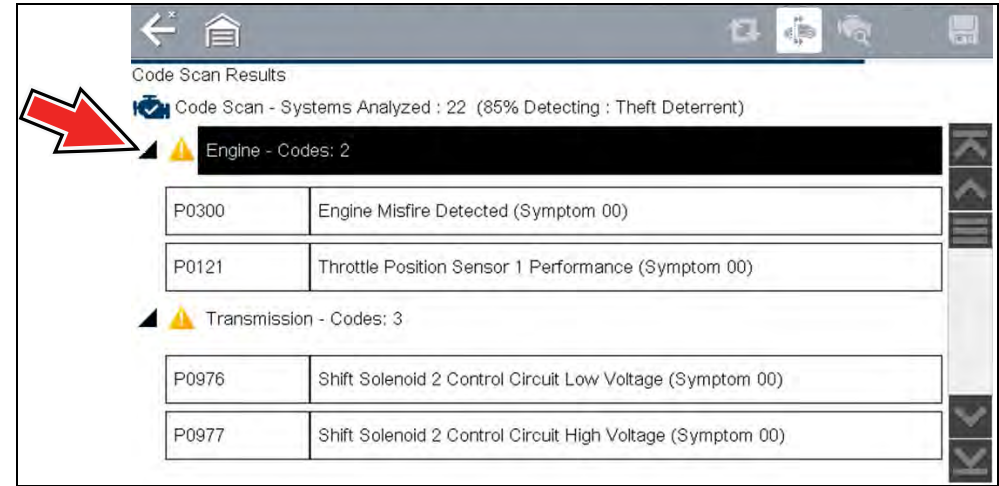 Code Scan Results
Code Scan - Systems Analyzed : 22 (85% Detecting : Theft Deterrent)
Engine - Codes: 2
P0300 Engine Misfire Detected (Symptom 00)
P0121 Throttle Position Sensor 1 Performance (Symptom 00)
Transmission - Codes: 3
P0976 Shift Solenoid 2 Control Circuit Low Voltage (Symptom 00)
P0977 Shift Solenoid 2 Control Circuit High Voltage (Symptom 00)